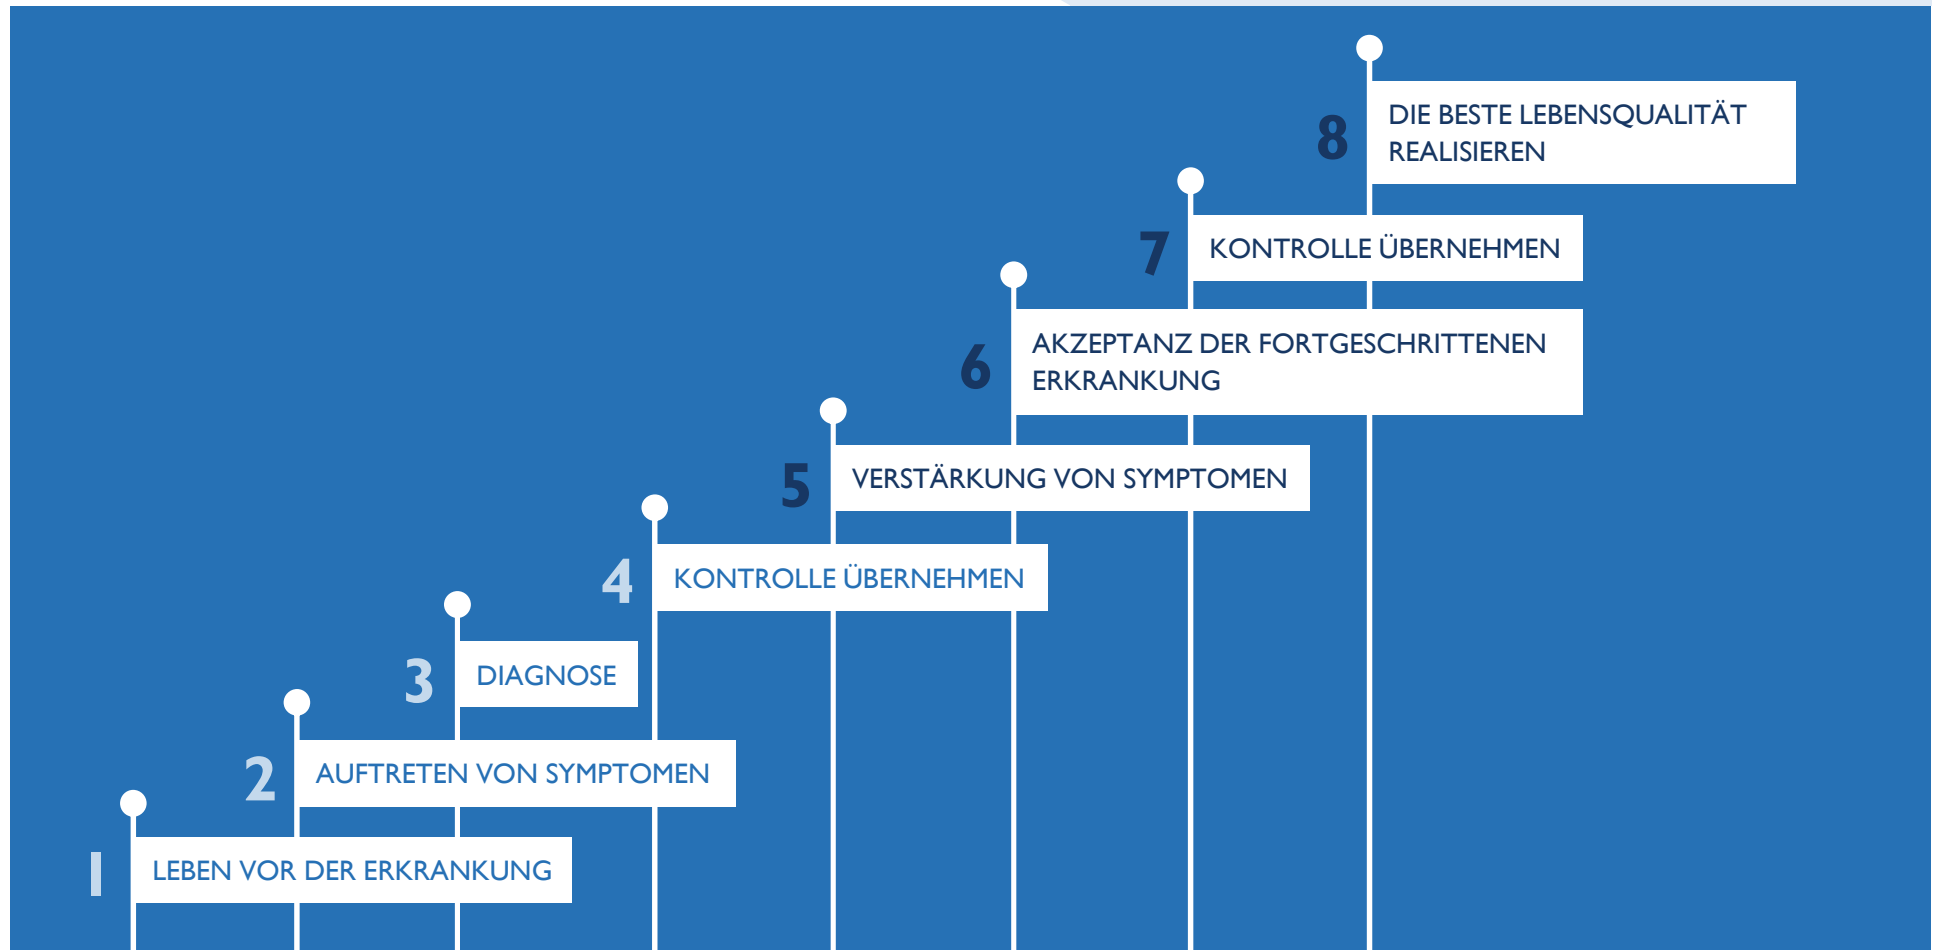 8
DIE BESTE LEBENSQUALITÄT
REALISIEREN
7
KONTROLLE ÜBERNEHMEN
6
AKZEPTANZ DER FORTGESCHRITTENEN
ERKRANKUNG
5
VERSTÄRKUNG VON SYMPTOMEN
4
KONTROLLE ÜBERNEHMEN
3
DIAGNOSE
2
AUFTRETEN VON SYMPTOMEN
1
LEBEN VOR DER ERKRANKUNG